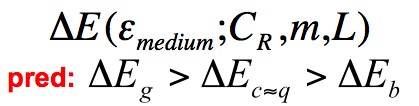 ΔE(ε_medium;C_R,m,L)
pred: ΔE_g > ΔE_c≈q > ΔE_b